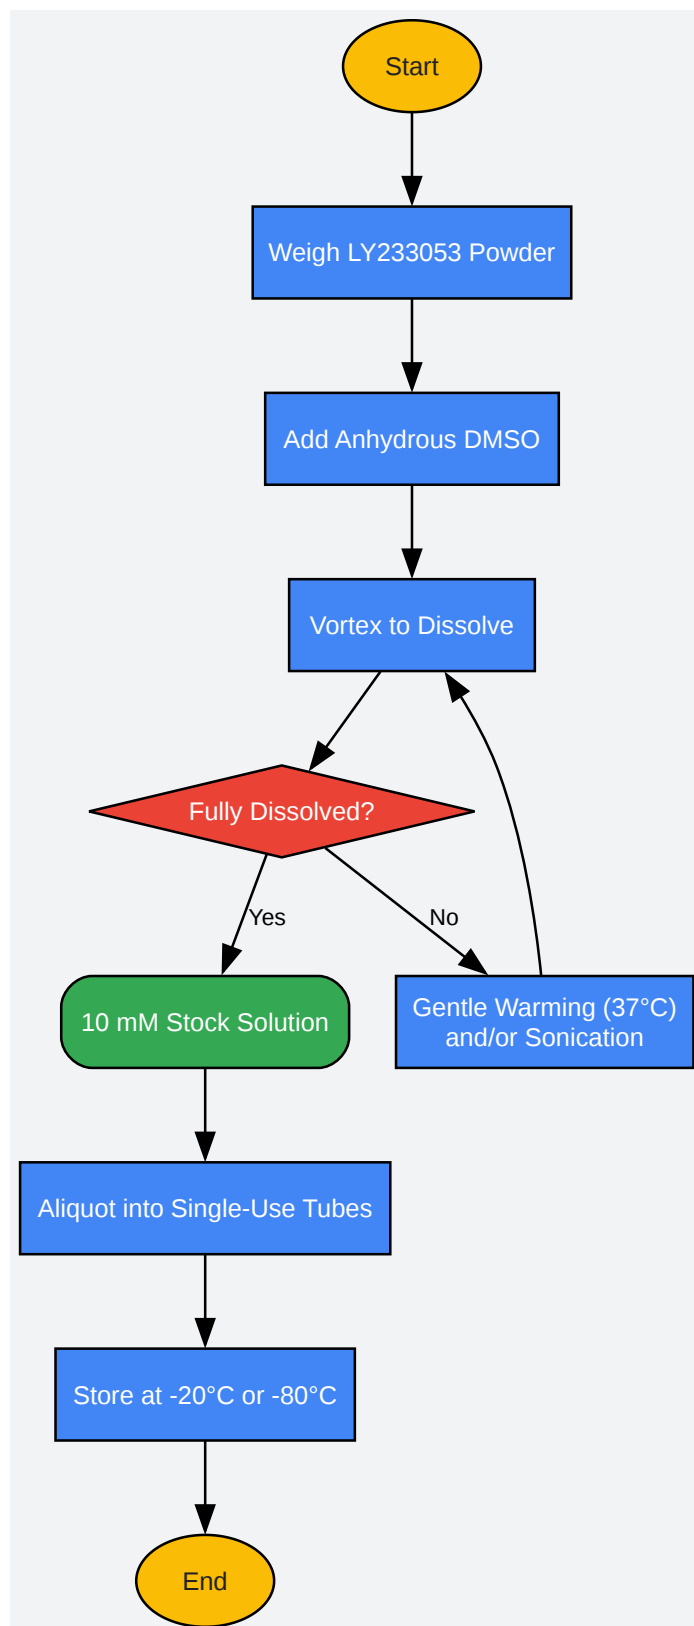 Start
Weigh LY233053 Powder
Add Anhydrous DMSO
Vortex to Dissolve
Fully Dissolved?
Yes
No
10 mM Stock Solution
Gentle Warming (37°C)
and/or Sonication
Aliquot into Single-Use Tubes
Store at -20°C or -80°C
End